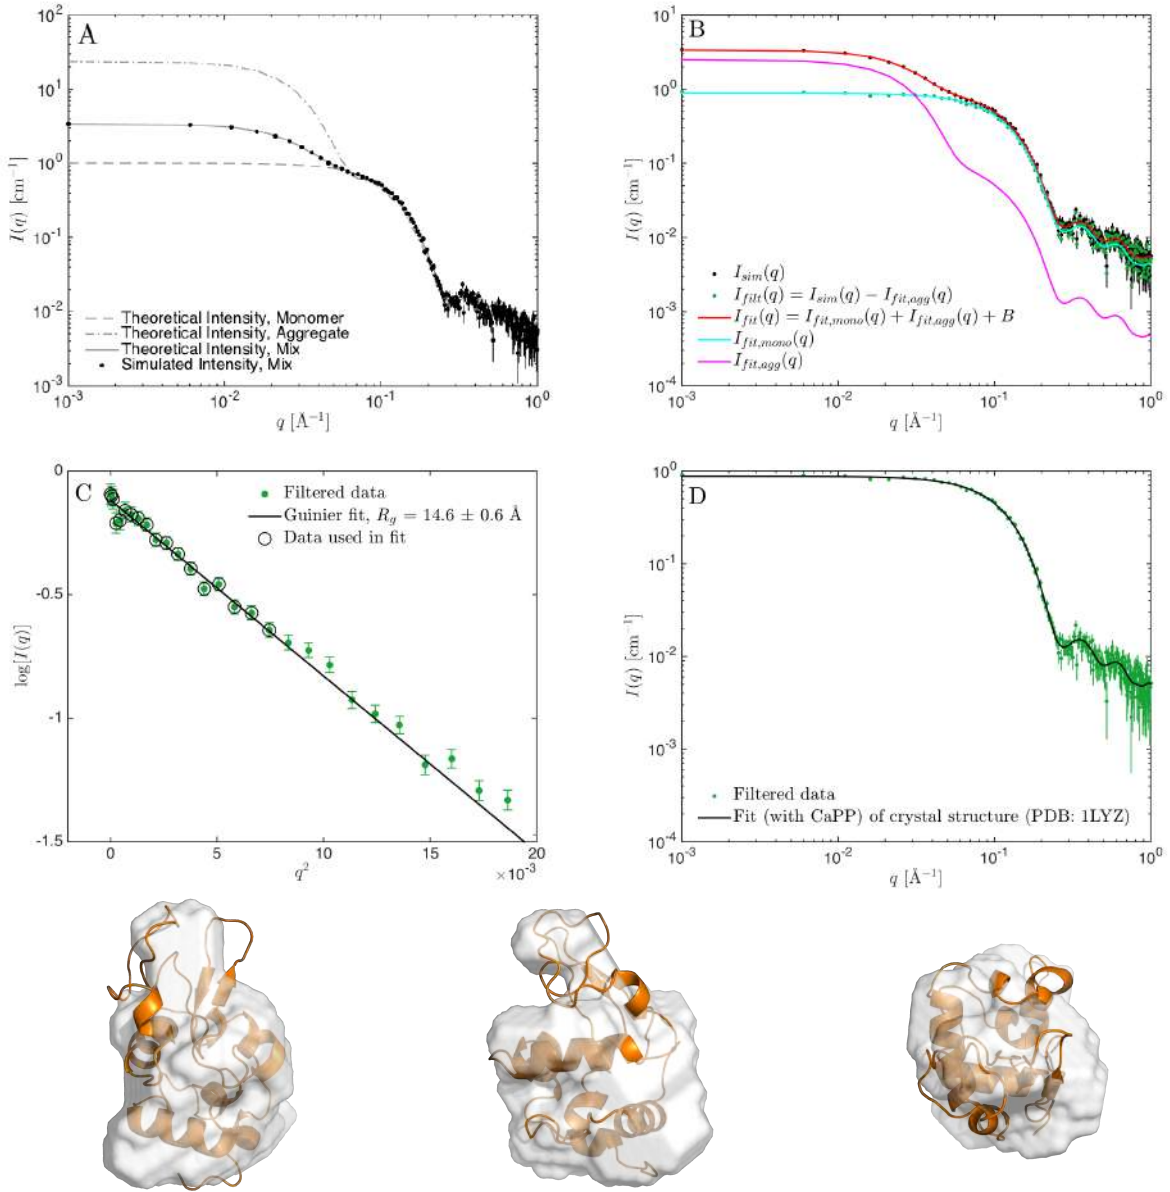 A
10^2
10^1
10^0
10^-1
10^-2
10^-3
I(q) [cm^-1]
Theoretical Intensity, Monomer
Theoretical Intensity, Aggregate
Theoretical Intensity, Mix
Simulated Intensity, Mix
10^-3 10^-2 10^-1 10^0
q [Å^-1]
B
10^1
10^0
10^-1
10^-2
10^-3
10^-4
I(q) [cm^-1]
I_sim(q)
I_filt(q) = I_sim(q) − I_fit,agg(q)
I_fit(q) = I_fit,mono(q) + I_fit,agg(q) + B
I_fit,mono(q)
I_fit,agg(q)
10^-3 10^-2 10^-1 10^0
q [Å^-1]
C
0
-0.5
-1
-1.5
log[I(q)]
Filtered data
Guinier fit, R_g = 14.6 ± 0.6 Å
Data used in fit
0 5 10 15 20
q^2 ×10^-3
D
10^0
10^-1
10^-2
10^-3
10^-4
I(q) [cm^-1]
Filtered data
Fit (with CaPP) of crystal structure (PDB: 1LYZ)
10^-3 10^-2 10^-1 10^0
q [Å^-1]